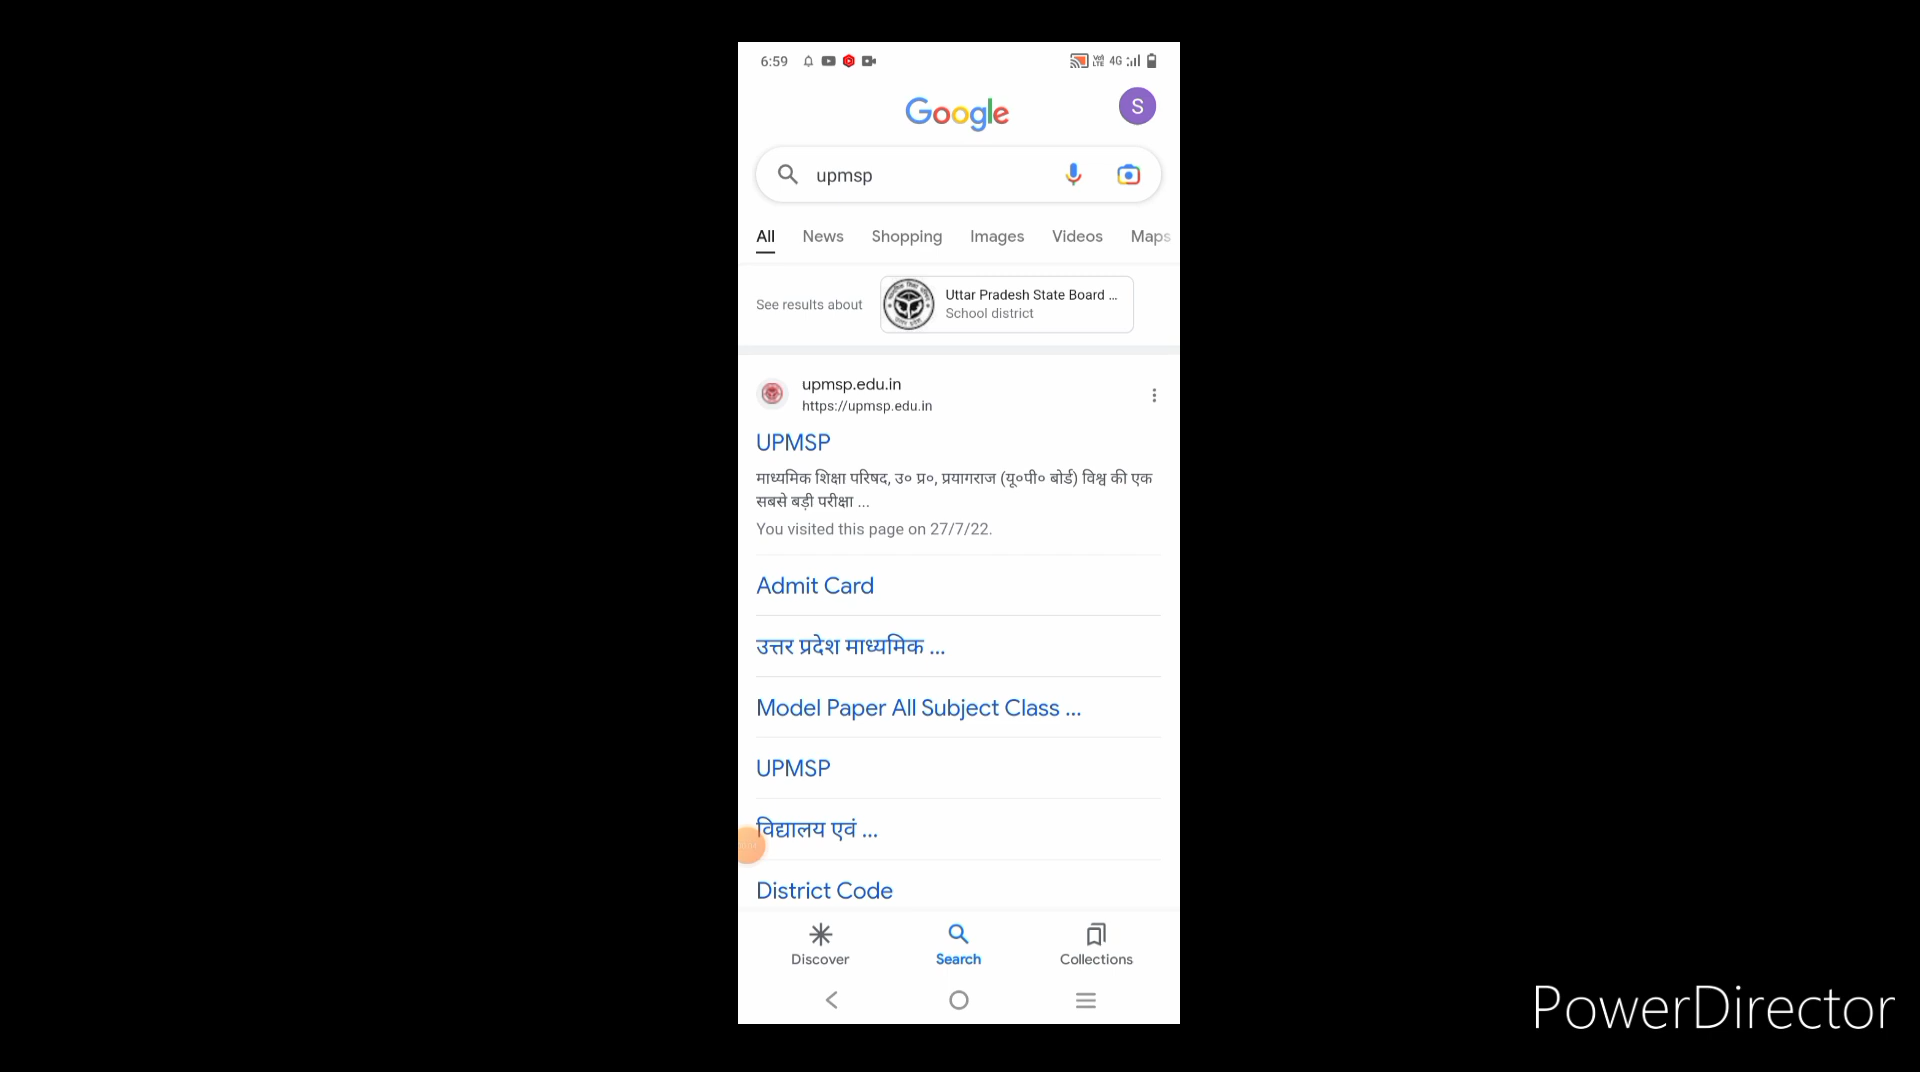 6:59
VoI LTE 4G
Google
S
upmsp
All News Shopping Images Videos Maps
See results about
Uttar Pradesh State Board ...
School district
upmsp.edu.in
https://upmsp.edu.in
UPMSP
माध्यमिक शिक्षा परिषद, उ० प्र०, प्रयागराज (यू०पी० बोर्ड) विश्व की एक
सबसे बड़ी परीक्षा ...
You visited this page on 27/7/22.
Admit Card
उत्तर प्रदेश माध्यमिक ...
Model Paper All Subject Class ...
UPMSP
विद्यालय एवं ...
District Code
Discover Search Collections
PowerDirector